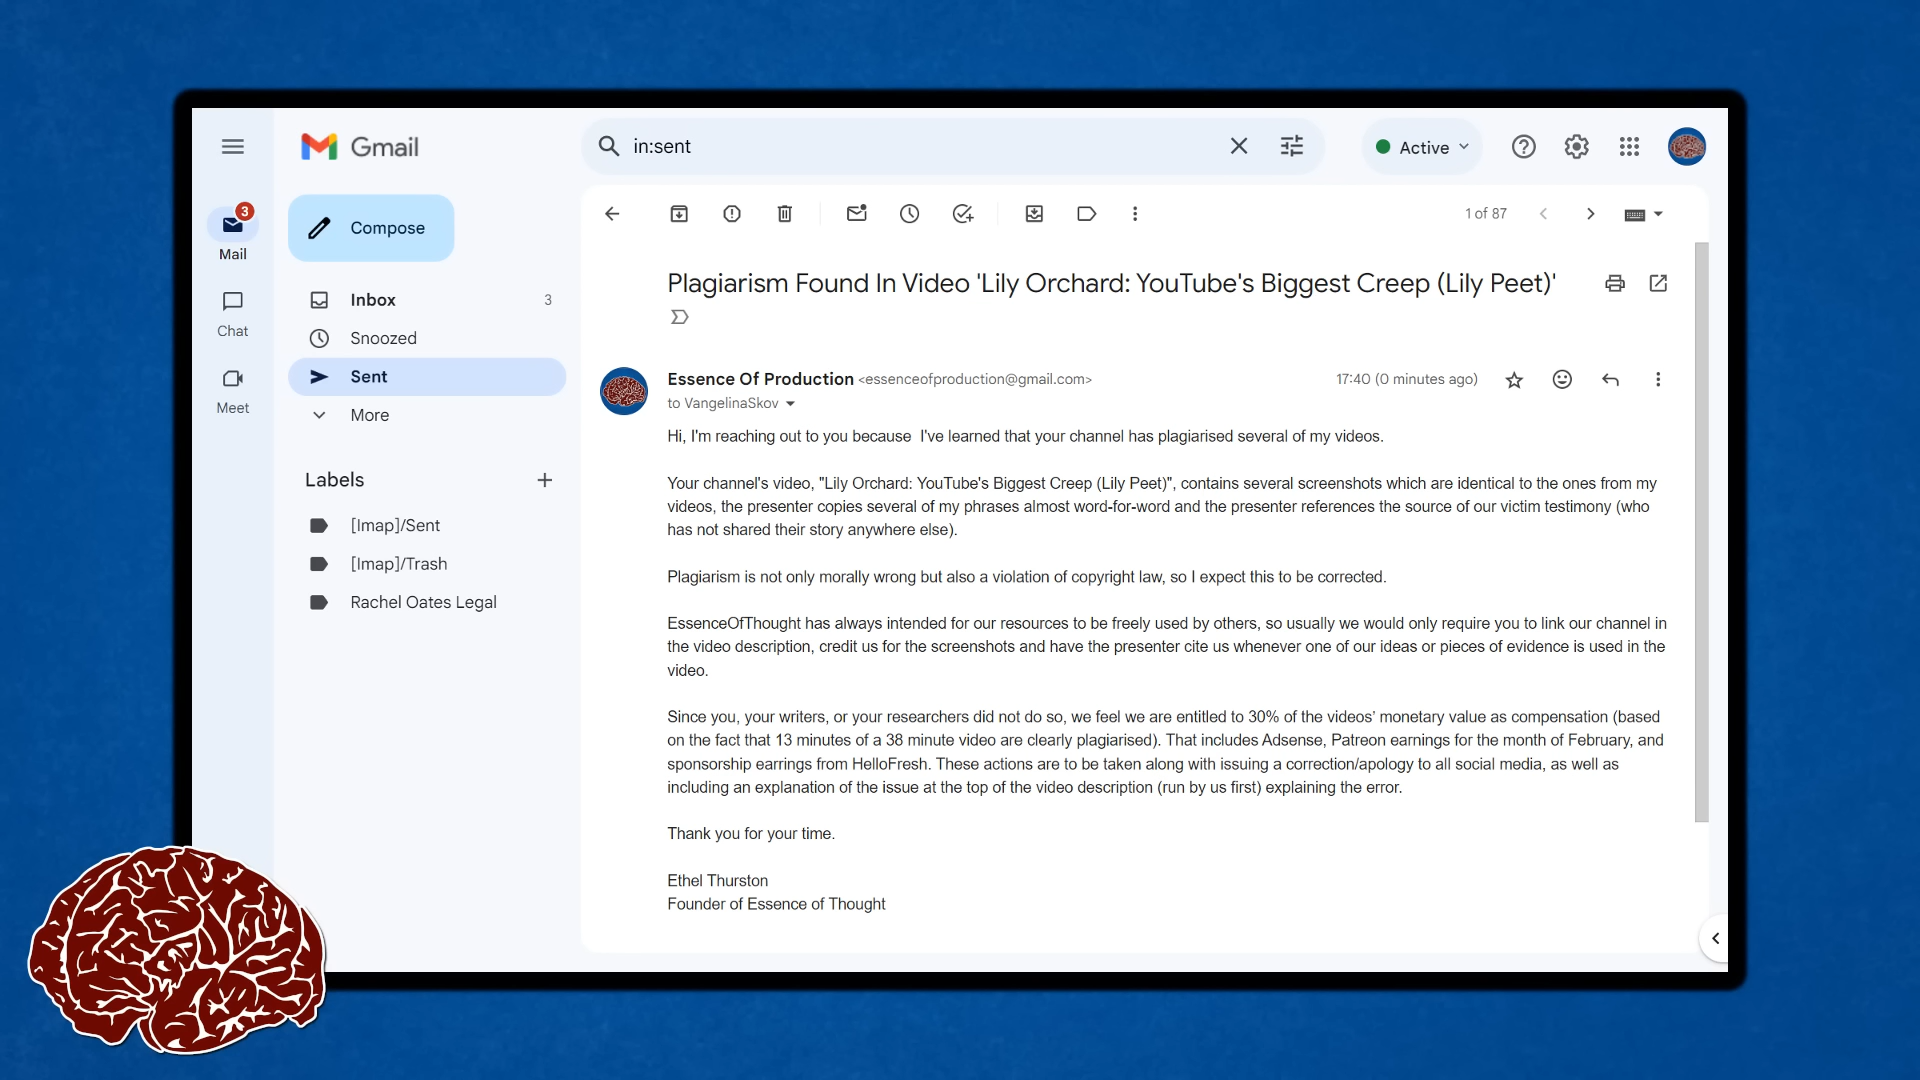 Gmail
in:sent
Active
3
Mail
Compose
1 of 87
Chat
Meet
Inbox 3
Snoozed
Sent
More
Labels
[Imap]/Sent
[Imap]/Trash
Rachel Oates Legal
Plagiarism Found In Video 'Lily Orchard: YouTube's Biggest Creep (Lily Peet)'
Essence Of Production <essenceofproduction@gmail.com>
17:40 (0 minutes ago)
to VangelinaSkov
Hi, I'm reaching out to you because  I've learned that your channel has plagiarised several of my videos.
Your channel's video, "Lily Orchard: YouTube's Biggest Creep (Lily Peet)", contains several screenshots which are identical to the ones from my
videos, the presenter copies several of my phrases almost word-for-word and the presenter references the source of our victim testimony (who
has not shared their story anywhere else).
Plagiarism is not only morally wrong but also a violation of copyright law, so I expect this to be corrected.
EssenceOfThought has always intended for our resources to be freely used by others, so usually we would only require you to link our channel in
the video description, credit us for the screenshots and have the presenter cite us whenever one of our ideas or pieces of evidence is used in the
video.
Since you, your writers, or your researchers did not do so, we feel we are entitled to 30% of the videos’ monetary value as compensation (based
on the fact that 13 minutes of a 38 minute video are clearly plagiarised). That includes Adsense, Patreon earnings for the month of February, and
sponsorship earrings from HelloFresh. These actions are to be taken along with issuing a correction/apology to all social media, as well as
including an explanation of the issue at the top of the video description (run by us first) explaining the error.
Thank you for your time.
Ethel Thurston
Founder of Essence of Thought